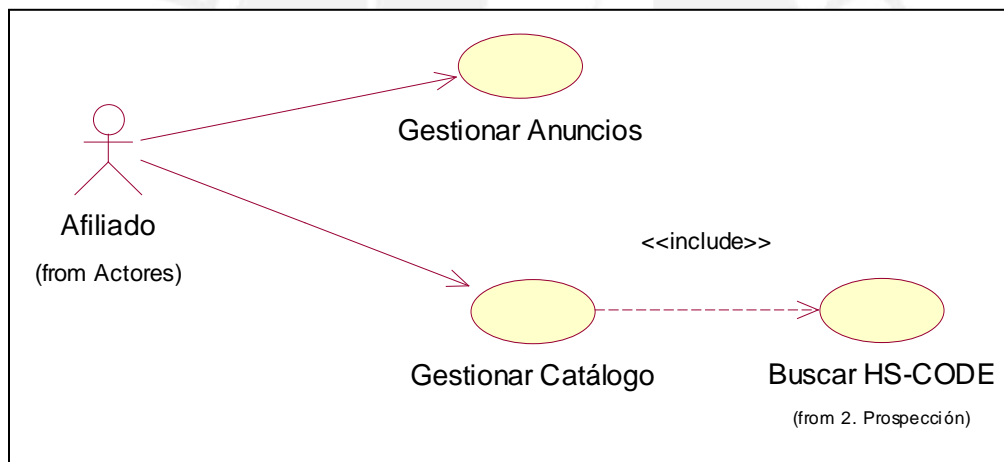 Gestionar Anuncios
Afiliado
(from Actores)
<<include>>
Gestionar Catálogo
Buscar HS-CODE
(from 2. Prospección)